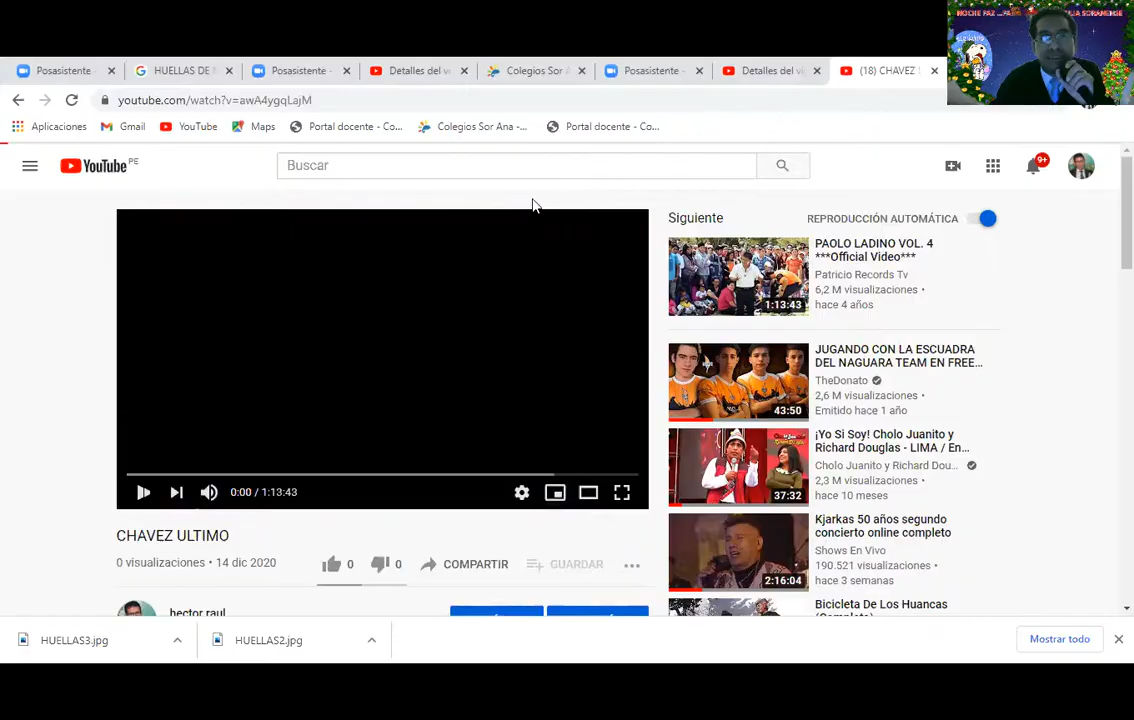 NOCHE PAZ
Posasistente -
HUELLAS DE
Posasistente -
Detalles del v
Colegios Sor A
Posasistente -
Detalles del v
(18) CHAVEZ
youtube.com/watch?v=awA4ygqLajM
Aplicaciones
Gmail
YouTube
Maps
Portal docente - Co...
Colegios Sor Ana -...
Portal docente - Co...
YouTube PE
Buscar
9+
Siguiente
REPRODUCCIÓN AUTOMÁTICA
PAOLO LADINO VOL. 4
***Official Video***
Patricio Records Tv
6,2 M visualizaciones •
hace 4 años
1:13:43
JUGANDO CON LA ESCUADRA
DEL NAGUARA TEAM EN FREE...
TheDonato
2,6 M visualizaciones •
Emitido hace 1 año
43:50
¡Yo Si Soy! Cholo Juanito y
Richard Douglas - LIMA / En...
Cholo Juanito y Richard Dou...
2,3 M visualizaciones •
hace 10 meses
37:32
Kjarkas 50 años segundo
concierto online completo
Shows En Vivo
190.521 visualizaciones •
hace 3 semanas
2:16:04
Bicicleta De Los Huancas
0:00 / 1:13:43
CHAVEZ ULTIMO
0 visualizaciones • 14 dic 2020
0
0
COMPARTIR
GUARDAR
hector raul
HUELLAS3.jpg
HUELLAS2.jpg
Mostrar todo